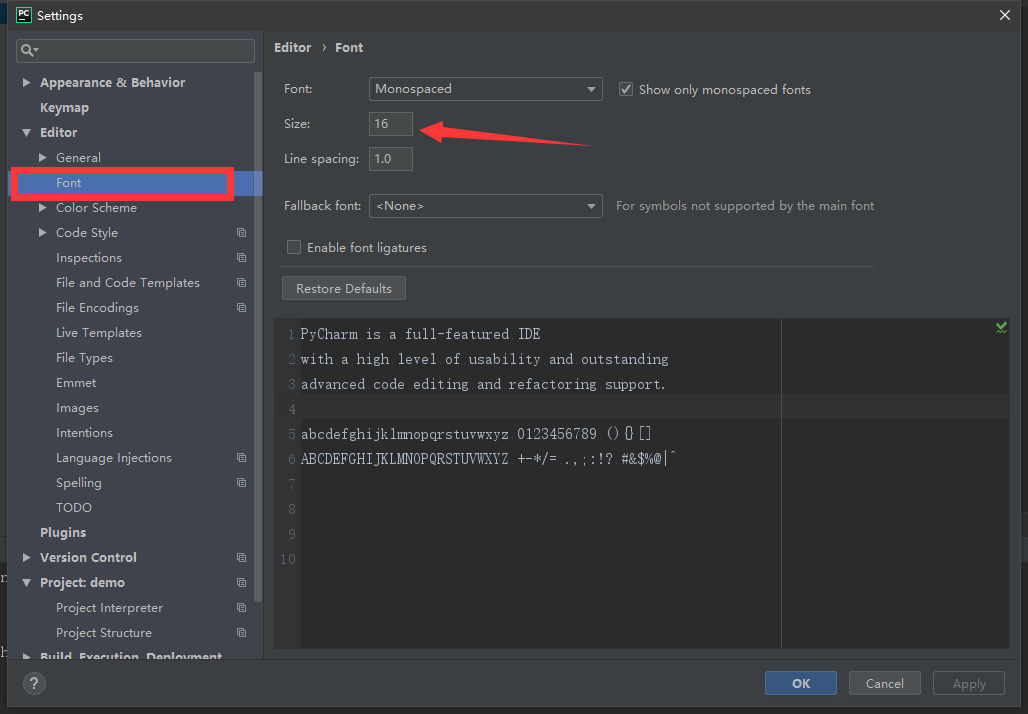 PC Settings
Editor › Font
Appearance & Behavior
Keymap
Editor
General
Font
Color Scheme
Code Style
Inspections
File and Code Templates
File Encodings
Live Templates
File Types
Emmet
Images
Intentions
Language Injections
Spelling
TODO
Plugins
Version Control
Project: demo
Project Interpreter
Project Structure
Build, Execution, Deployment
Font: Monospaced Show only monospaced fonts
Size: 16
Line spacing: 1.0
Fallback font: <None> For symbols not supported by the main font
Enable font ligatures
Restore Defaults
1 PyCharm is a full-featured IDE
2 with a high level of usability and outstanding
3 advanced code editing and refactoring support.
4
5 abcdefghijklmnopqrstuvwxyz 0123456789 (){}[]
6 ABCDEFGHIJKLMNOPQRSTUVWXYZ +-*/= .,;:!? #&$%@|^
7
8
9
10
? OK Cancel Apply